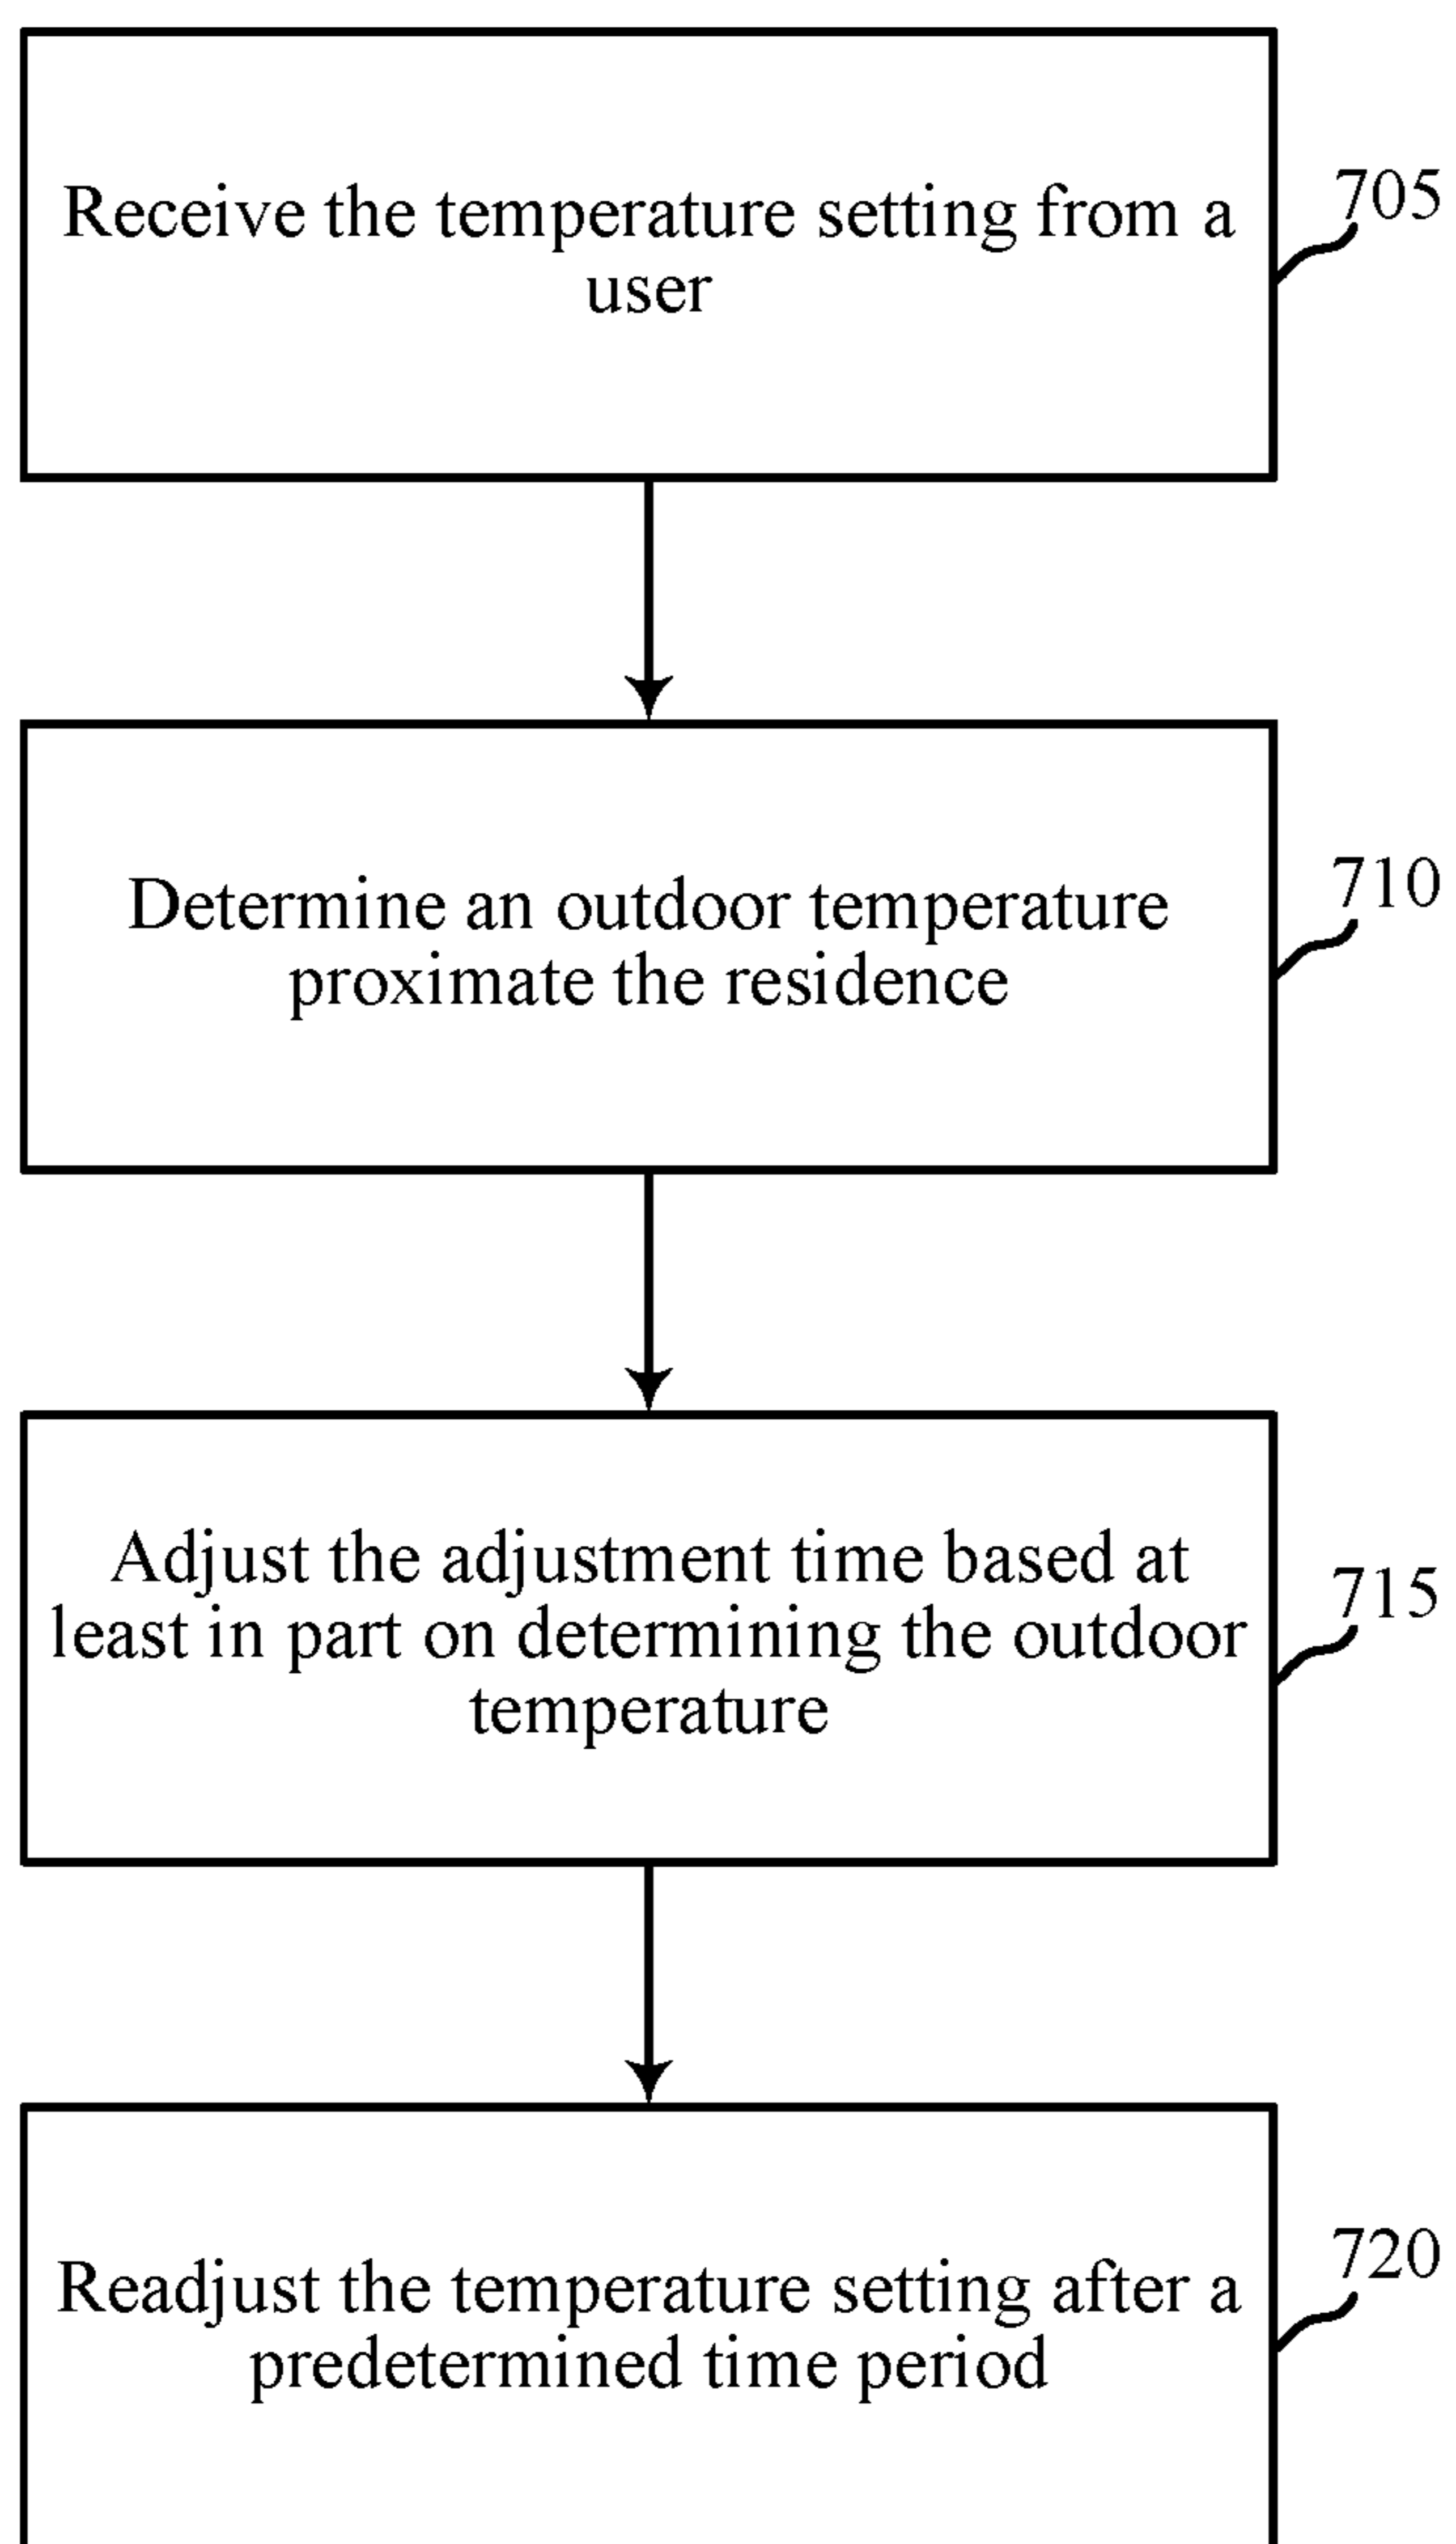 Receive the temperature setting from a
user
705
Determine an outdoor temperature
proximate the residence
710
Adjust the adjustment time based at
least in part on determining the outdoor
temperature
715
Readjust the temperature setting after a
predetermined time period
720